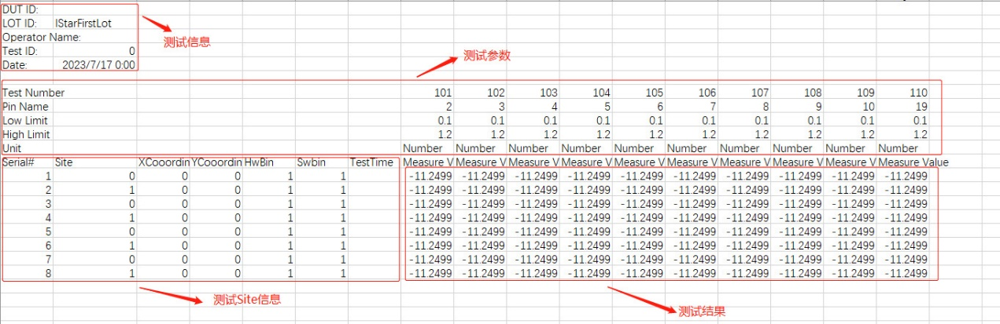 DUT ID:
LOT ID: IStarFirstLot
Operator Name:
测试信息
Test ID: 0
测试参数
Date: 2023/7/17 0:00
Test Number 101 102 103 104 105 106 107 108 109 110
Pin Name 2 3 4 5 6 7 8 9 10 19
Low Limit 0.1 0.1 0.1 0.1 0.1 0.1 0.1 0.1 0.1 0.1
High Limit 1.2 1.2 1.2 1.2 1.2 1.2 1.2 1.2 1.2 1.2
Unit Number Number Number Number Number Number Number Number Number Number
Serial# Site XCooordin YCooordin HwBin Swbin TestTime Measure V Measure V Measure V Measure V Measure V Measure V Measure V Measure V Measure V Measure Value
1 0 0 0 1 1 -11.2499 -11.2499 -11.2499 -11.2499 -11.2499 -11.2499 -11.2499 -11.2499 -11.2499 -11.2499
2 1 0 0 1 1 -11.2499 -11.2499 -11.2499 -11.2499 -11.2499 -11.2499 -11.2499 -11.2499 -11.2499 -11.2499
3 0 0 0 1 1 -11.2499 -11.2499 -11.2499 -11.2499 -11.2499 -11.2499 -11.2499 -11.2499 -11.2499 -11.2499
4 1 0 0 1 1 -11.2499 -11.2499 -11.2499 -11.2499 -11.2499 -11.2499 -11.2499 -11.2499 -11.2499 -11.2499
5 0 0 0 1 1 -11.2499 -11.2499 -11.2499 -11.2499 -11.2499 -11.2499 -11.2499 -11.2499 -11.2499 -11.2499
6 1 0 0 1 1 -11.2499 -11.2499 -11.2499 -11.2499 -11.2499 -11.2499 -11.2499 -11.2499 -11.2499 -11.2499
7 0 0 0 1 1 -11.2499 -11.2499 -11.2499 -11.2499 -11.2499 -11.2499 -11.2499 -11.2499 -11.2499 -11.2499
8 1 0 0 1 1 -11.2499 -11.2499 -11.2499 -11.2499 -11.2499 -11.2499 -11.2499 -11.2499 -11.2499 -11.2499
测试Site信息
测试结果